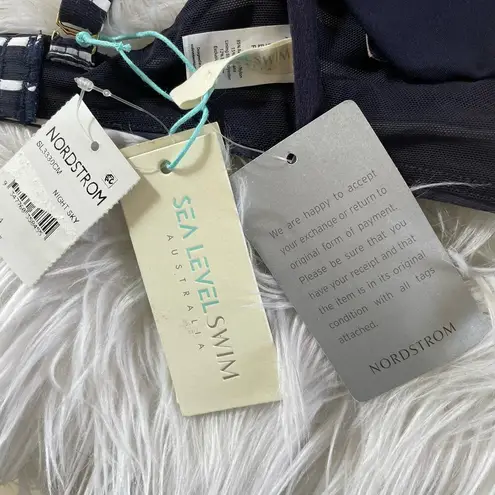 NORDSTROM
SL3330CM
NIGHT SKY
SEA LEVEL SWIM
AUSTRALIA
We are happy to accept
your exchange or return to
original form of payment.
Please be sure that you
have your receipt and that
the item is in its original
condition with all tags
attached.
NORDSTROM